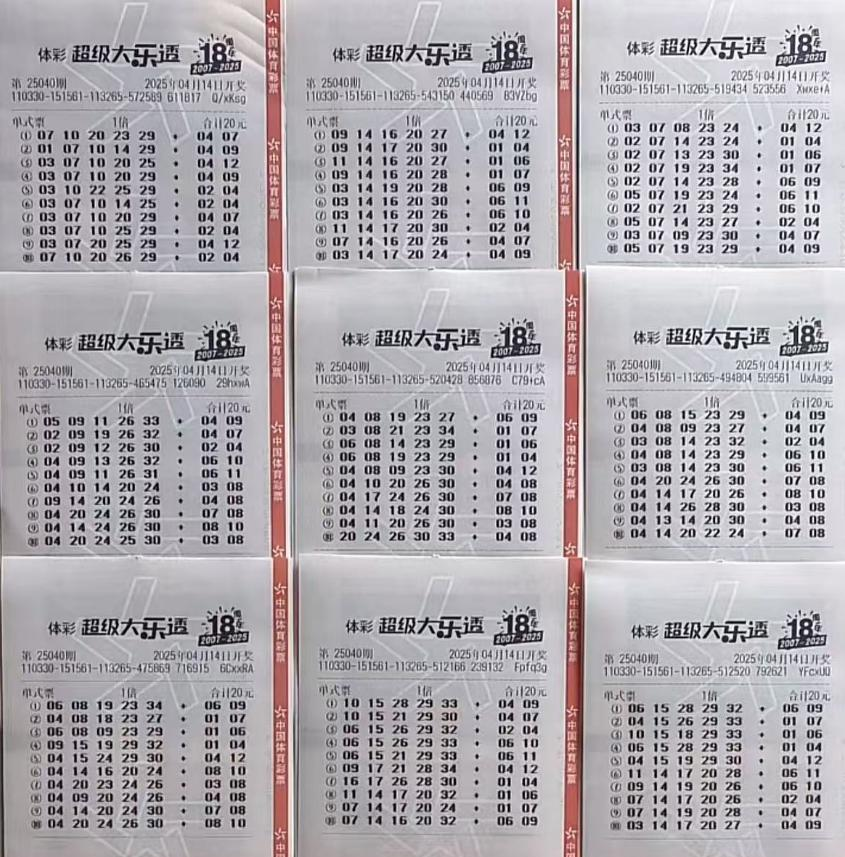 体彩 超级大乐透 18周年
2007-2025
第 25040期 2025年04月14日开奖
110330-151561-113265-572589 611817 Q/xKsg
单式票 1倍 合计20元
① 07 10 20 23 29 + 04 07
② 01 07 10 14 29 + 04 09
③ 03 07 10 20 25 + 04 12
④ 03 07 10 20 29 + 04 09
⑤ 03 10 22 25 29 + 02 04
⑥ 03 07 10 14 25 + 02 04
⑦ 03 07 10 20 29 + 04 07
⑧ 03 07 10 25 29 + 02 04
⑨ 03 07 20 25 29 + 04 12
⑩ 07 10 20 26 29 + 02 04
中国体育彩票
中国体育彩票
体彩 超级大乐透 18周年
2007-2025
第 25040期 2025年04月14日开奖
110330-151561-113265-543150 440569 B3VZbg
单式票 1倍 合计20元
① 09 14 16 20 27 + 04 12
② 09 14 17 20 30 + 01 04
③ 11 14 16 20 27 + 01 06
④ 09 14 16 20 28 + 01 07
⑤ 03 14 19 20 28 + 06 09
⑥ 03 14 16 20 30 + 06 11
⑦ 03 14 16 20 26 + 06 10
⑧ 11 14 17 20 30 + 02 04
⑨ 07 14 16 20 26 + 04 07
⑩ 03 14 17 20 24 + 04 09
中国体育彩票
中国体育彩票
体彩 超级大乐透 18周年
2007-2025
第 25040期 2025年04月14日开奖
110330-151561-113265-519434 523556 Xwxe+A
单式票 1倍 合计20元
① 03 07 08 23 24 + 04 12
② 02 07 14 23 24 + 01 04
③ 02 07 13 23 30 + 01 06
④ 02 07 19 23 34 + 01 07
⑤ 02 07 14 23 28 + 06 09
⑥ 05 07 19 23 24 + 06 11
⑦ 02 07 21 23 29 + 06 10
⑧ 05 07 14 23 27 + 02 04
⑨ 03 07 09 23 30 + 04 07
⑩ 05 07 19 23 29 + 04 09
体彩 超级大乐透 18周年
2007-2025
第 25040期 2025年04月14日开奖
110330-151561-113265-465475 126090 29hxwA
单式票 1倍 合计20元
① 05 09 11 26 33 + 04 09
② 02 09 19 26 32 + 04 07
③ 02 09 12 26 30 + 02 04
④ 04 09 13 26 32 + 06 10
⑤ 04 09 11 26 31 + 06 11
⑥ 04 10 14 20 24 + 03 08
⑦ 09 14 20 24 26 + 04 08
⑧ 04 20 24 26 30 + 07 08
⑨ 04 14 24 26 30 + 08 10
⑩ 04 20 24 25 30 + 03 08
中国体育彩票
中国体育彩票
体彩 超级大乐透 18周年
2007-2025
第 25040期 2025年04月14日开奖
110330-151561-113265-520428 856876 C79+cA
单式票 1倍 合计20元
① 04 08 19 23 27 + 06 09
② 03 08 21 23 34 + 01 07
③ 06 08 14 23 29 + 01 06
④ 06 08 19 23 29 + 01 04
⑤ 04 08 09 23 30 + 04 12
⑥ 04 10 20 26 30 + 04 08
⑦ 04 17 24 26 30 + 07 08
⑧ 04 14 18 24 30 + 08 10
⑨ 04 11 20 26 30 + 03 08
⑩ 20 24 26 30 33 + 04 08
中国体育彩票
中国体育彩票
体彩 超级大乐透 18周年
2007-2025
第 25040期 2025年04月14日开奖
110330-151561-113265-494804 599561 UxAagg
单式票 1倍 合计20元
① 06 08 15 23 29 + 04 09
② 04 08 09 23 27 + 04 07
③ 03 08 14 23 32 + 02 04
④ 04 08 14 23 29 + 06 10
⑤ 03 08 14 23 30 + 06 11
⑥ 04 20 24 26 30 + 07 08
⑦ 04 14 17 20 26 + 08 10
⑧ 04 14 26 28 30 + 03 08
⑨ 04 13 14 20 30 + 04 08
⑩ 04 14 20 22 24 + 07 08
体彩 超级大乐透 18周年
2007-2025
第 25040期 2025年04月14日开奖
110330-151561-113265-475869 716915 6CxxRA
单式票 1倍 合计20元
① 06 08 19 23 34 + 06 09
② 04 08 18 23 27 + 01 07
③ 06 08 09 23 29 + 01 06
④ 09 15 19 29 32 + 01 04
⑤ 04 15 24 29 30 + 04 12
⑥ 04 14 16 20 24 + 08 10
⑦ 04 20 23 24 26 + 03 08
⑧ 04 09 20 24 26 + 04 08
⑨ 04 14 20 24 30 + 07 08
⑩ 04 20 24 26 30 + 08 10
中国体育彩票
中国体育彩票
体彩 超级大乐透 18周年
2007-2025
第 25040期 2025年04月14日开奖
110330-151561-113265-512166 239132 Fpfq3g
单式票 1倍 合计20元
① 10 15 28 29 33 + 04 09
② 10 15 21 29 30 + 04 07
③ 06 15 26 29 32 + 02 04
④ 06 15 26 29 33 + 06 10
⑤ 06 15 21 29 33 + 06 11
⑥ 09 17 21 28 34 + 04 12
⑦ 16 17 26 28 30 + 01 04
⑧ 11 14 17 20 32 + 01 06
⑨ 07 14 17 20 24 + 01 07
⑩ 07 14 16 20 32 + 06 09
中国体育彩票
中国体育彩票
体彩 超级大乐透 18周年
2007-2025
第 25040期 2025年04月14日开奖
110330-151561-113265-512520 792621 YFcxUQ
单式票 1倍 合计20元
① 06 15 28 29 32 + 06 09
② 04 15 26 29 33 + 01 07
③ 10 15 18 29 33 + 01 06
④ 06 15 28 29 33 + 01 04
⑤ 04 15 19 29 30 + 04 12
⑥ 11 14 17 20 28 + 06 11
⑦ 09 14 19 20 26 + 06 10
⑧ 07 14 17 20 26 + 02 04
⑨ 07 14 19 20 28 + 04 07
⑩ 03 14 17 20 27 + 04 09